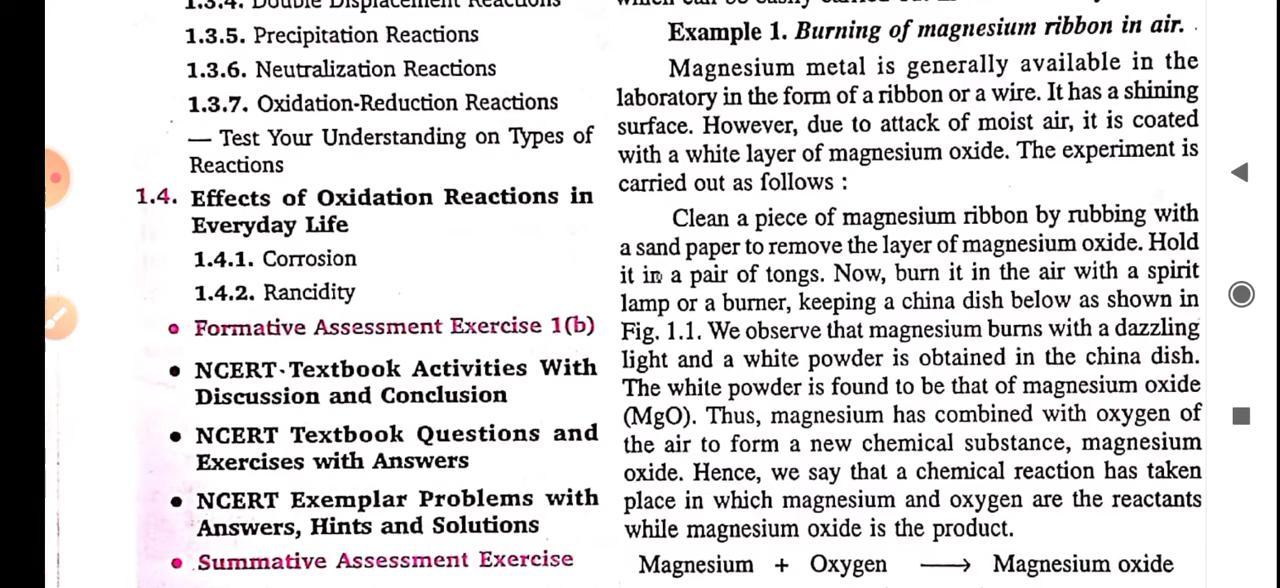 1.3.4. Double Displacement Reactions
1.3.5. Precipitation Reactions
1.3.6. Neutralization Reactions
1.3.7. Oxidation-Reduction Reactions
— Test Your Understanding on Types of
Reactions
1.4. Effects of Oxidation Reactions in
Everyday Life
1.4.1. Corrosion
1.4.2. Rancidity
• Formative Assessment Exercise 1(b)
• NCERT Textbook Activities With
Discussion and Conclusion
• NCERT Textbook Questions and
Exercises with Answers
• NCERT Exemplar Problems with
Answers, Hints and Solutions
• Summative Assessment Exercise
Example 1. Burning of magnesium ribbon in air.
Magnesium metal is generally available in the
laboratory in the form of a ribbon or a wire. It has a shining
surface. However, due to attack of moist air, it is coated
with a white layer of magnesium oxide. The experiment is
carried out as follows :
Clean a piece of magnesium ribbon by rubbing with
a sand paper to remove the layer of magnesium oxide. Hold
it in a pair of tongs. Now, burn it in the air with a spirit
lamp or a burner, keeping a china dish below as shown in
Fig. 1.1. We observe that magnesium burns with a dazzling
light and a white powder is obtained in the china dish.
The white powder is found to be that of magnesium oxide
(MgO). Thus, magnesium has combined with oxygen of
the air to form a new chemical substance, magnesium
oxide. Hence, we say that a chemical reaction has taken
place in which magnesium and oxygen are the reactants
while magnesium oxide is the product.
Magnesium + Oxygen ⟶ Magnesium oxide